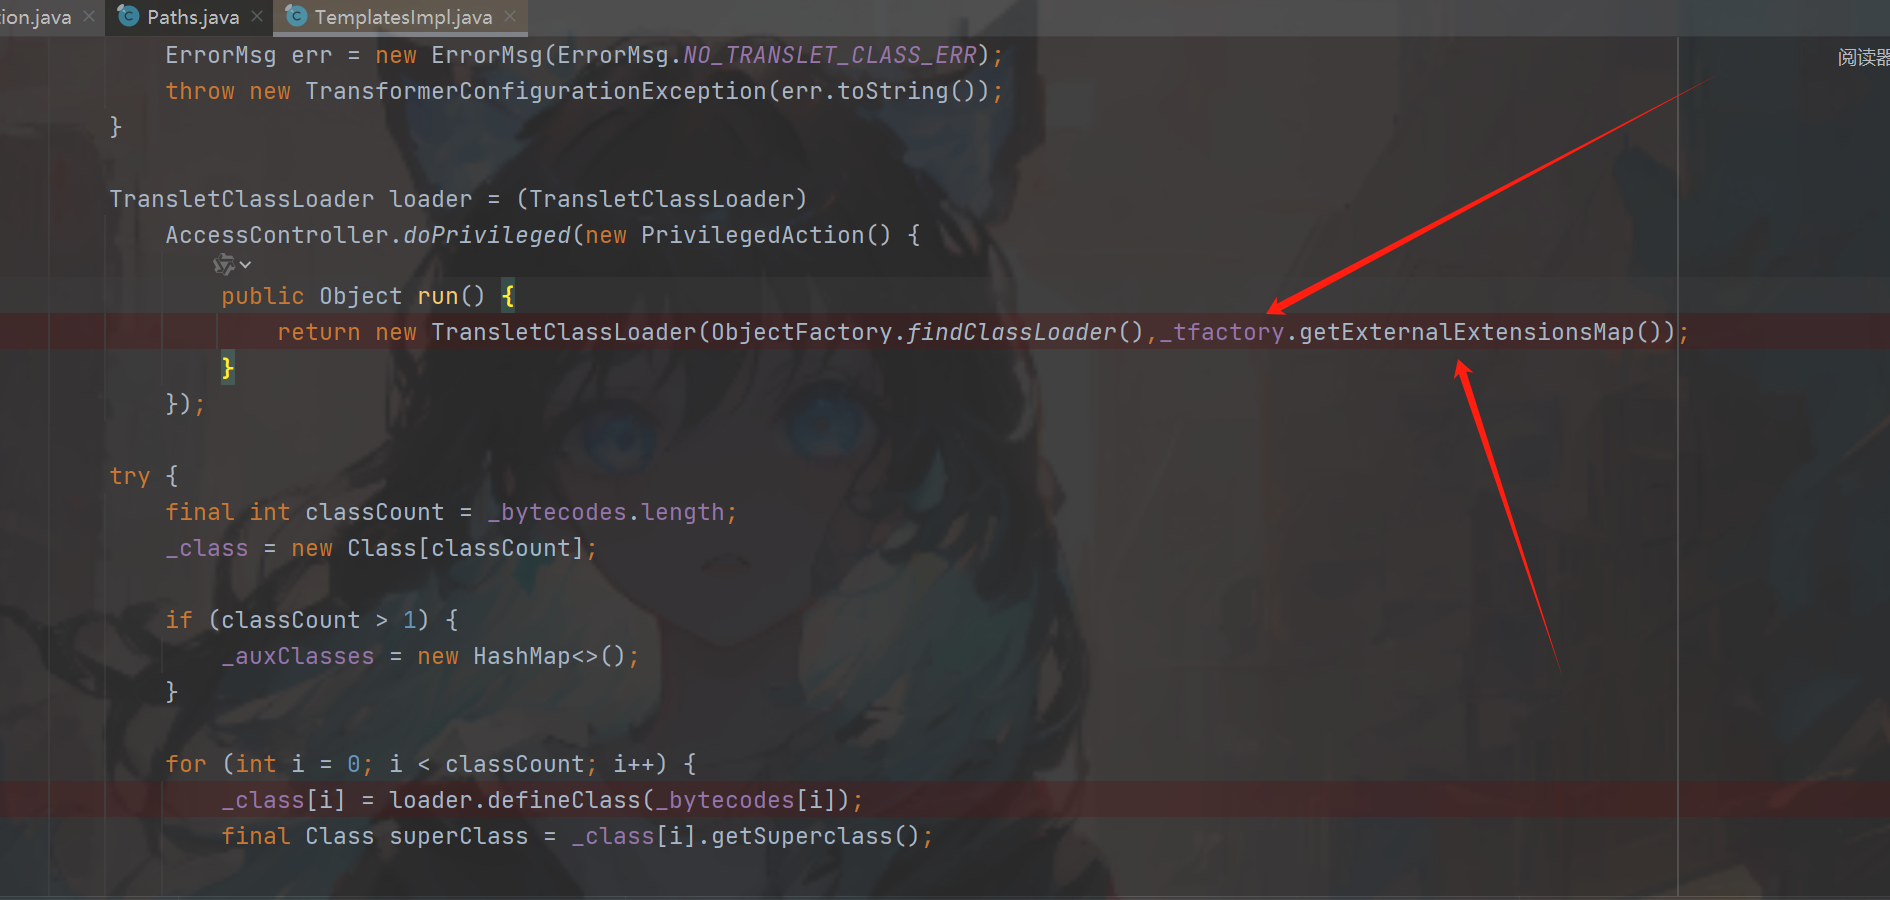 ion.java
Paths.java
TemplatesImpl.java
ErrorMsg err = new ErrorMsg(ErrorMsg.NO_TRANSLET_CLASS_ERR);
阅读器
throw new TransformerConfigurationException(err.toString());
}
TransletClassLoader loader = (TransletClassLoader)
AccessController.doPrivileged(new PrivilegedAction() {
public Object run() {
return new TransletClassLoader(ObjectFactory.findClassLoader(),_tfactory.getExternalExtensionsMap());
}
});
try {
final int classCount = _bytecodes.length;
_class = new Class[classCount];
if (classCount > 1) {
_auxClasses = new HashMap<>();
}
for (int i = 0; i < classCount; i++) {
_class[i] = loader.defineClass(_bytecodes[i]);
final Class superClass = _class[i].getSuperclass();